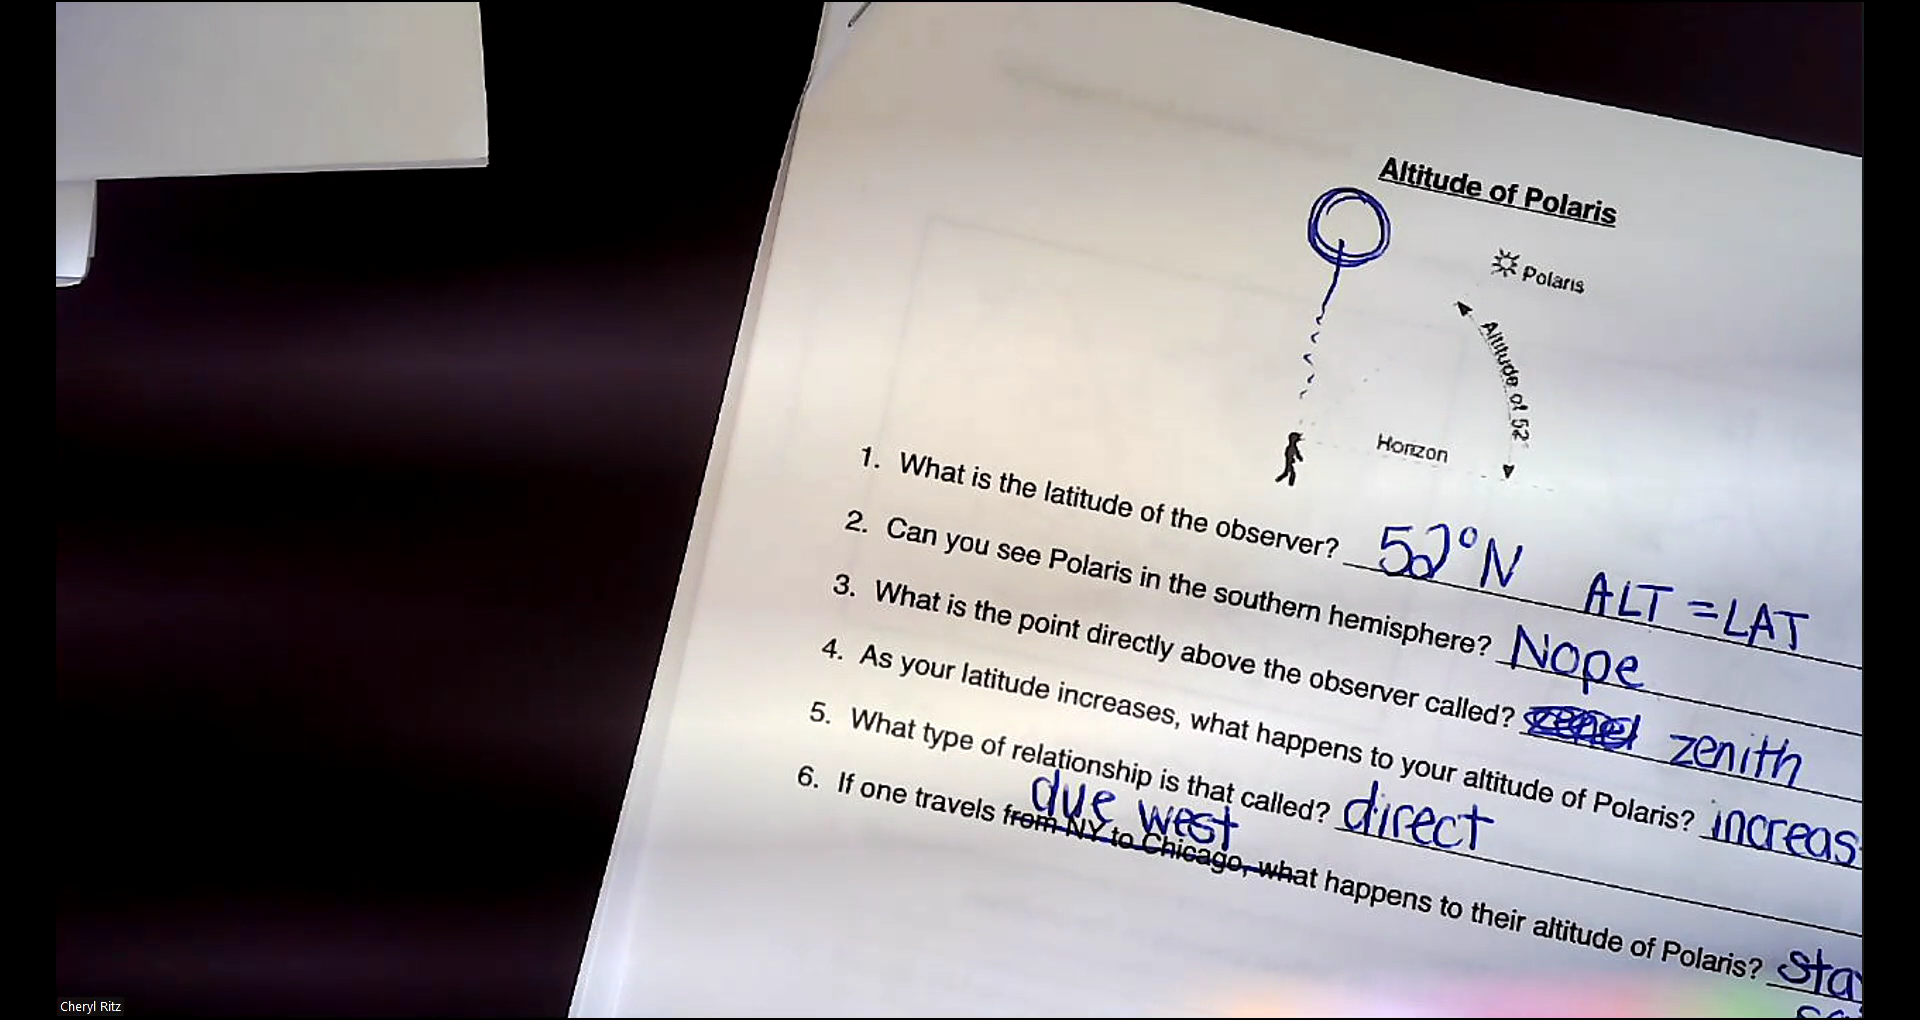 Altitude of Polaris
Polaris
Altitude of 52°
Horizon
1. What is the latitude of the observer? 52°N ALT = LAT
2. Can you see Polaris in the southern hemisphere? Nope
3. What is the point directly above the observer called? zenith
4. As your latitude increases, what happens to your altitude of Polaris? increas
5. What type of relationship is that called? direct
due west
6. If one travels from NY to Chicago, what happens to their altitude of Polaris? stay
Cheryl Ritz